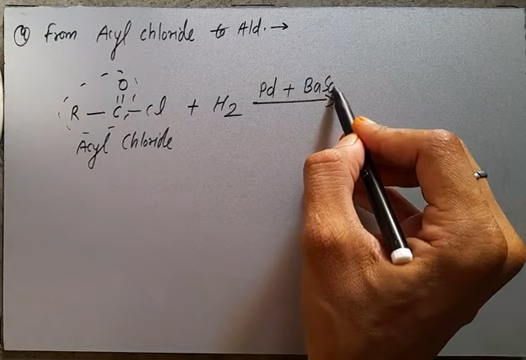 ④ From Acyl chloride to Ald. →
O
R - C - Cl + H2 Pd + BaS
Acyl Chloride